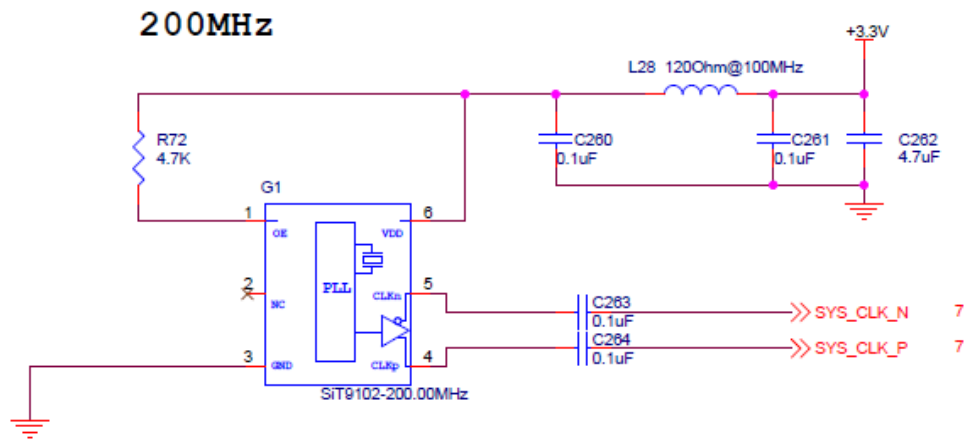 200MHz
+3.3V
L28 120Ohm@100MHz
R72
4.7K
C260
0.1uF
C261
0.1uF
C262
4.7uF
G1
1
OE
6
VDD
2
NC
PLL
5
CLKn
3
GND
4
CLKp
SiT9102-200.00MHz
C263
0.1uF
SYS_CLK_N 7
C264
0.1uF
SYS_CLK_P 7